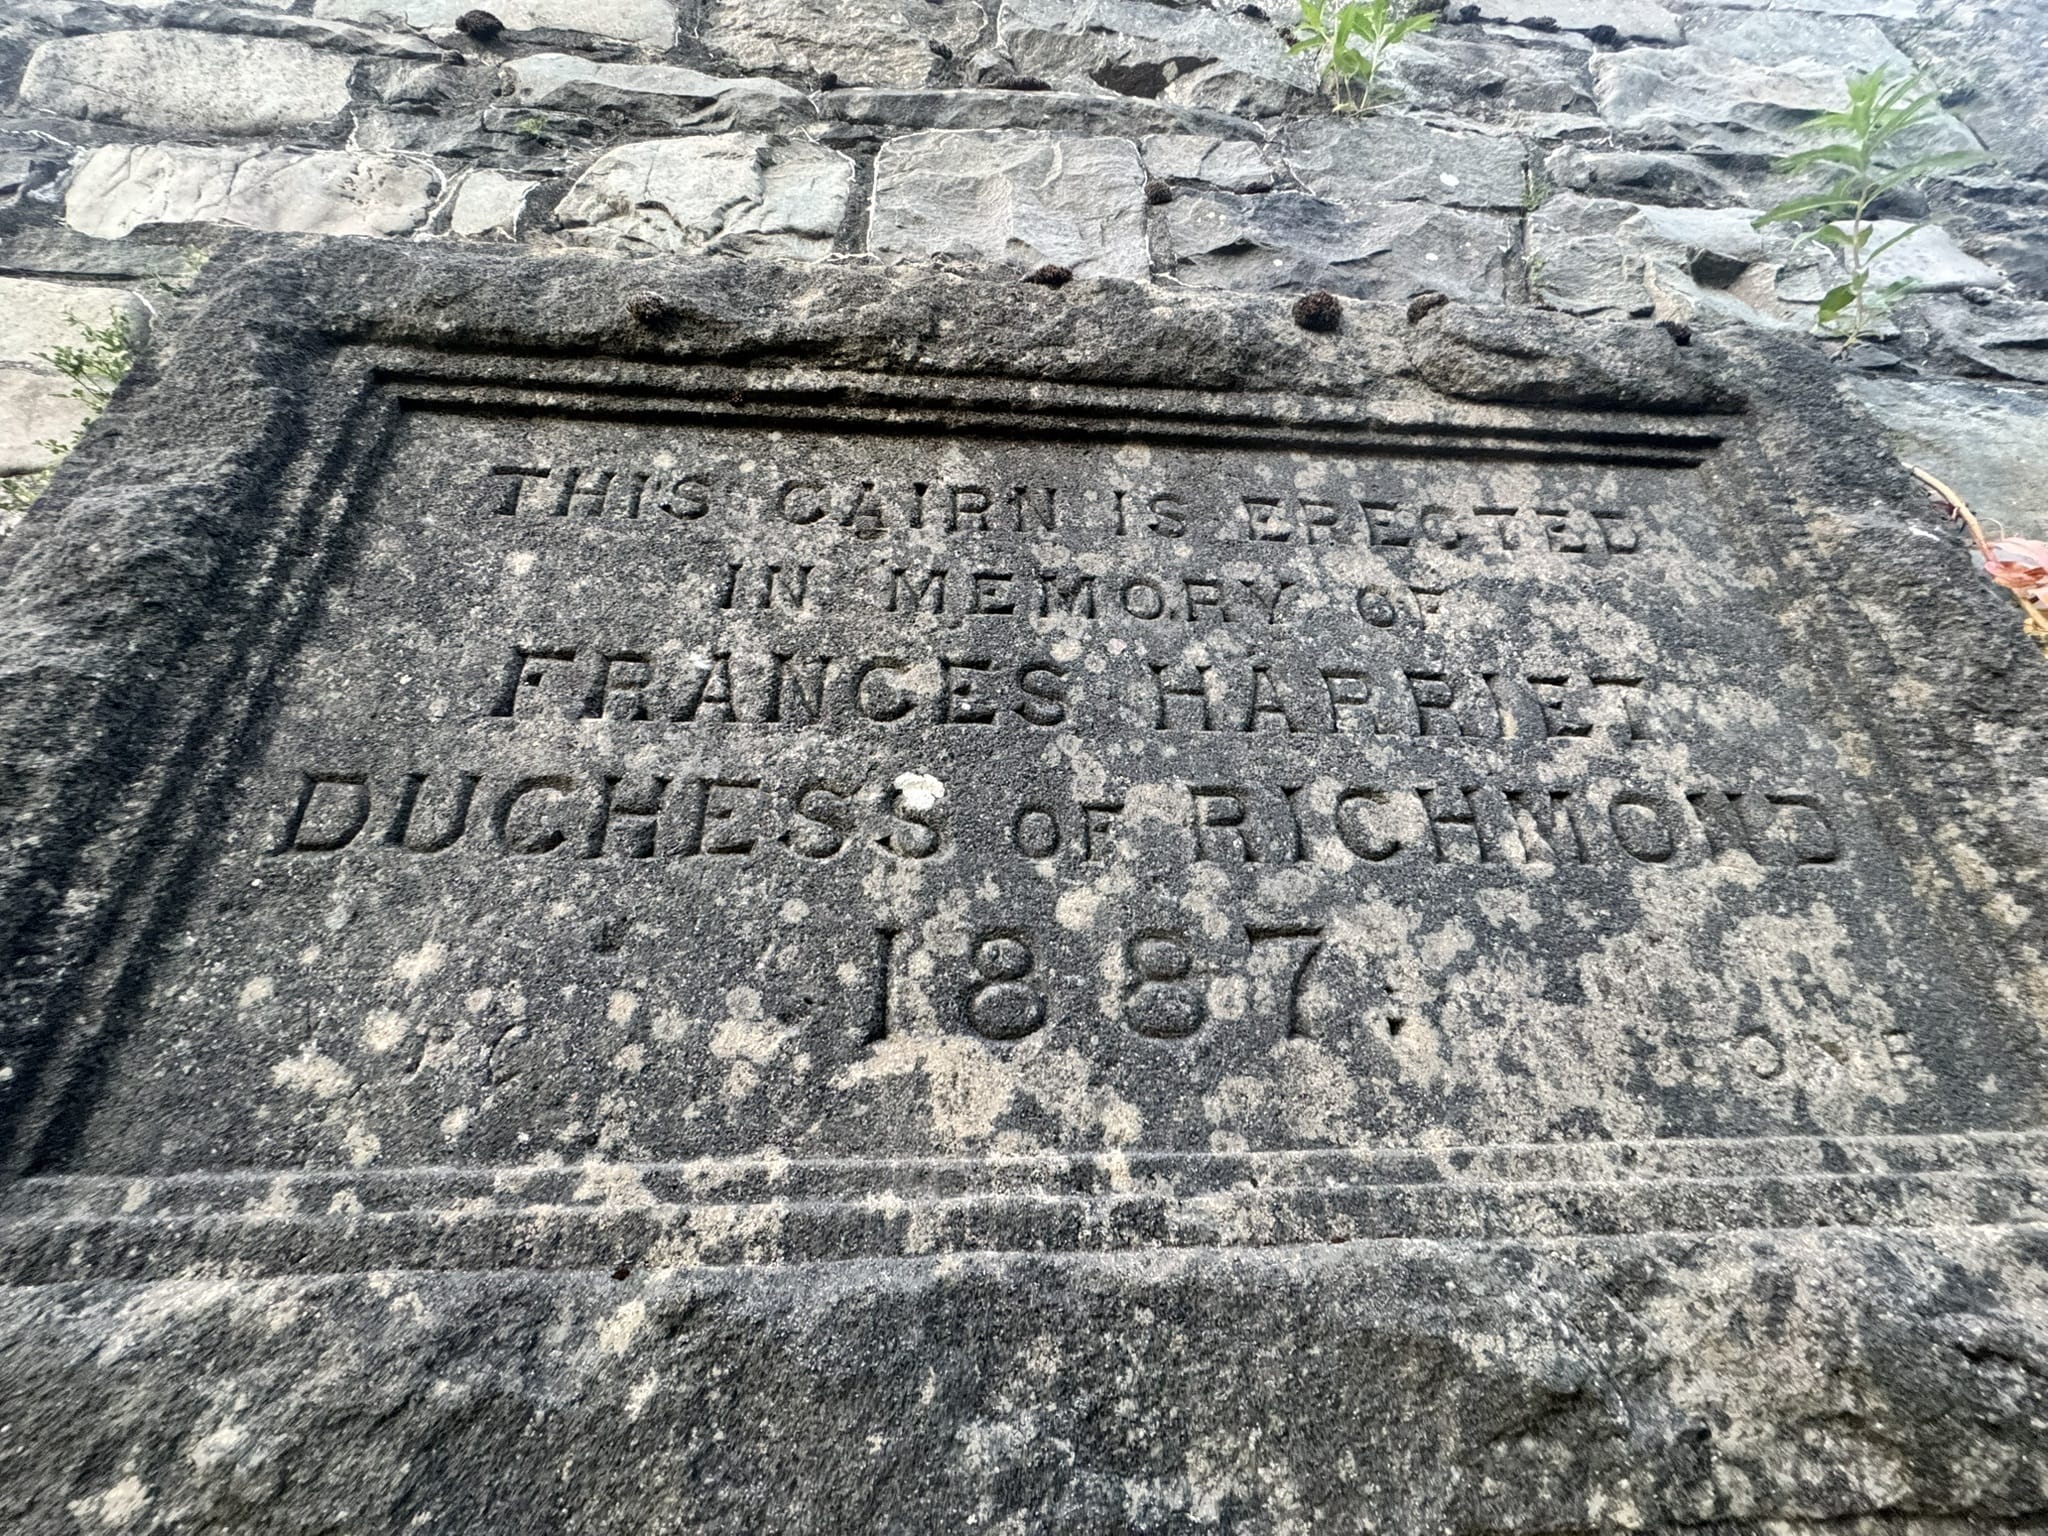 THIS CAIRN IS ERECTED
IN MEMORY OF
FRANCES HARRIET
DUCHESS OF RICHMOND
1887.